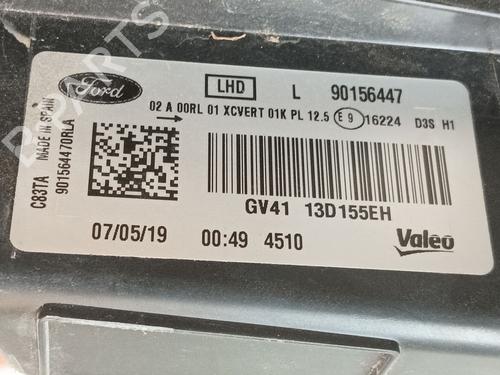 Ford
LHD L 90156447
02 A 00RL 01 XCVERT 01K PL 12.5 E 9 16224 D3S H1
C83TA MADE IN SPAIN
90156447ORLA
GV41 13D155EH
07/05/19 00:49 4510
Valeo